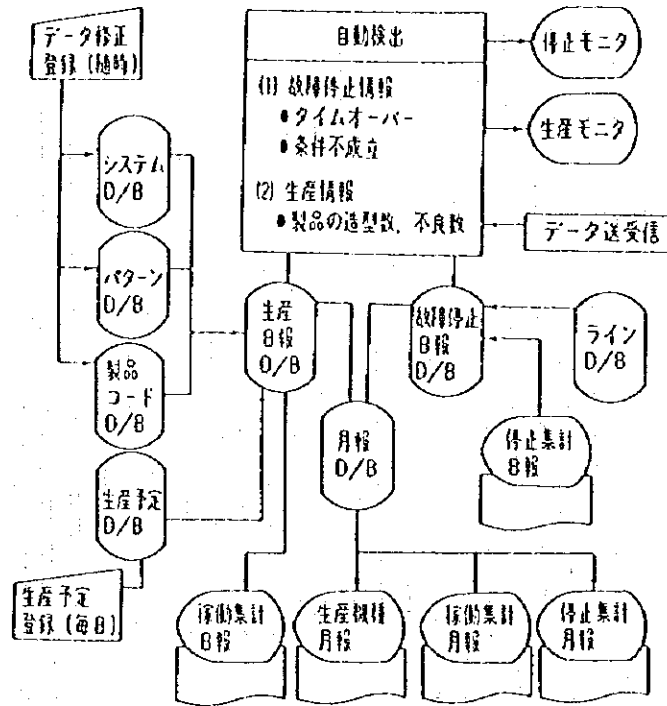 データ修正
登録(随時)
自動検出
(1) 故障停止情報
●タイムオーバー
●条件不成立
(2) 生産情報
●製品の造型数, 不良数
停止モニタ
生産モニタ
データ送受信
システム
D/B
パターン
D/B
製品
コード
D/B
生産予定
D/B
生産予定
登録(毎日)
生産
日報
D/B
故障停止
日報
D/B
ライン
D/B
月報
D/B
停止集計
日報
稼働集計
日報
生産機種
月報
稼働集計
月報
停止集計
月報